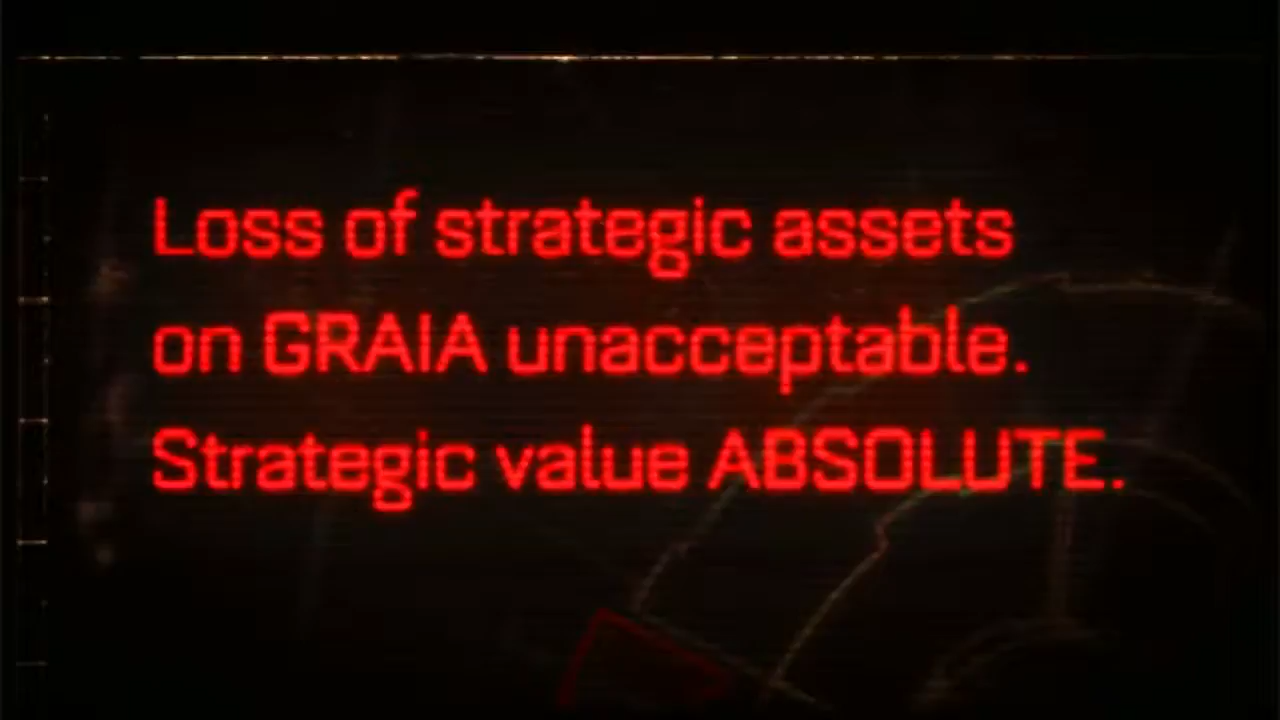 Loss of strategic assets
on GRAIA unacceptable.
Strategic value ABSOLUTE.